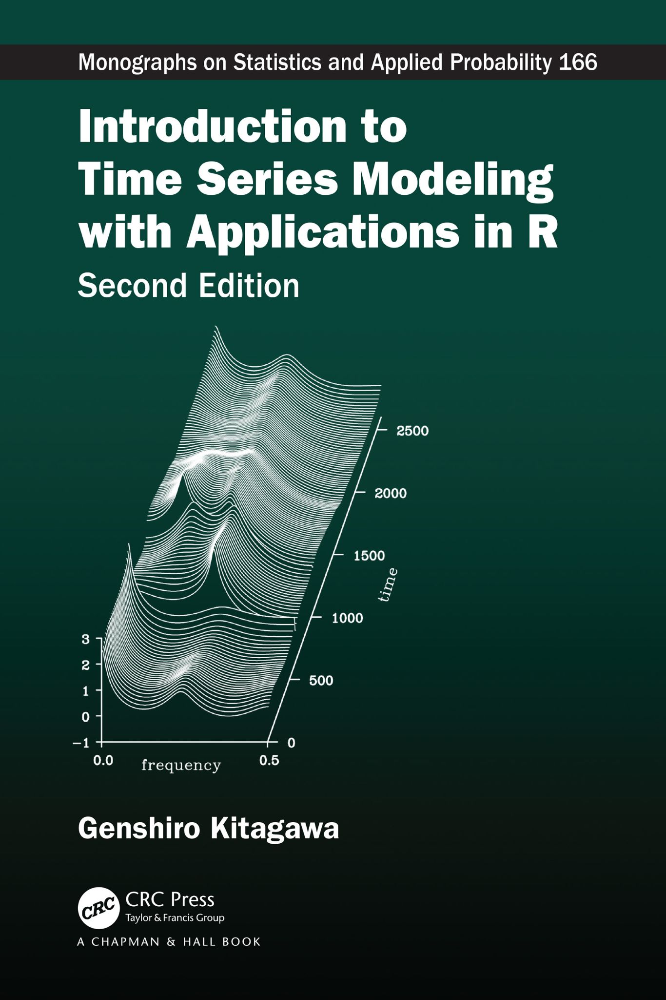 Monographs on Statistics and Applied Probability 166
Introduction to
Time Series Modeling
with Applications in R
Second Edition
2500
2000
1500
time
1000
3
2
500
1
0
-1
0
0.0
frequency
0.5
Genshiro Kitagawa
CRC
CRC Press
Taylor & Francis Group
A CHAPMAN & HALL BOOK